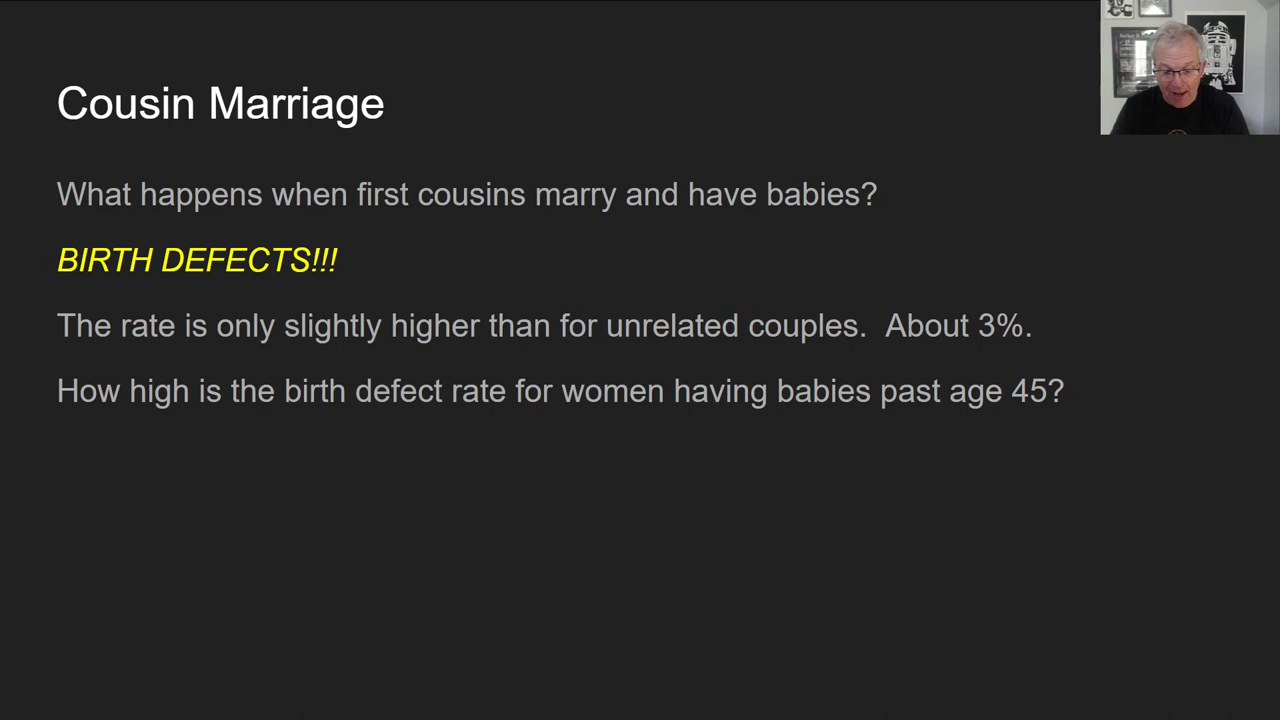 Cousin Marriage
What happens when first cousins marry and have babies?
BIRTH DEFECTS!!!
The rate is only slightly higher than for unrelated couples.  About 3%.
How high is the birth defect rate for women having babies past age 45?